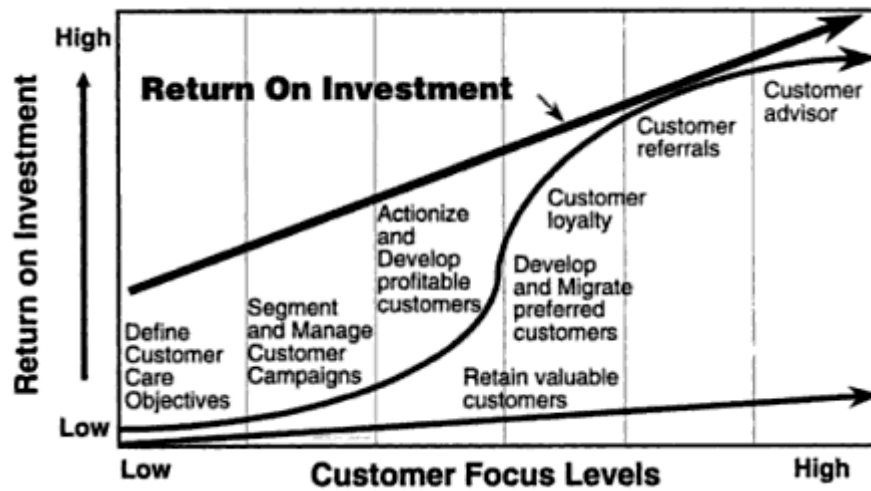 High
Return On Investment
Customer
advisor
Customer
referrals
Customer
loyalty
Actionize
and
Develop
profitable
customers
Develop
and Migrate
preferred
customers
Segment
and Manage
Customer
Campaigns
Define
Customer
Care
Objectives
Retain valuable
customers
Return on Investment
Low
Low
Customer Focus Levels
High